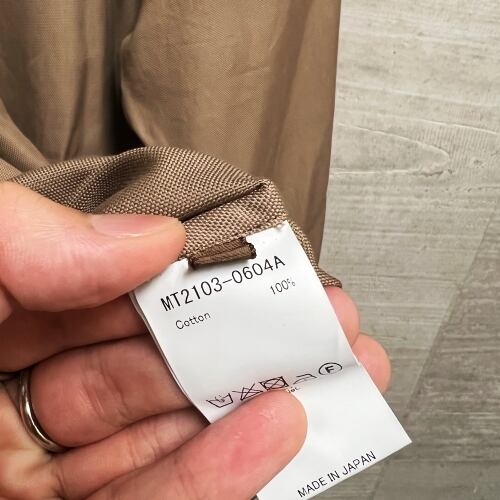 MT2103-0604A
Cotton 100%
F
MADE IN JAPAN